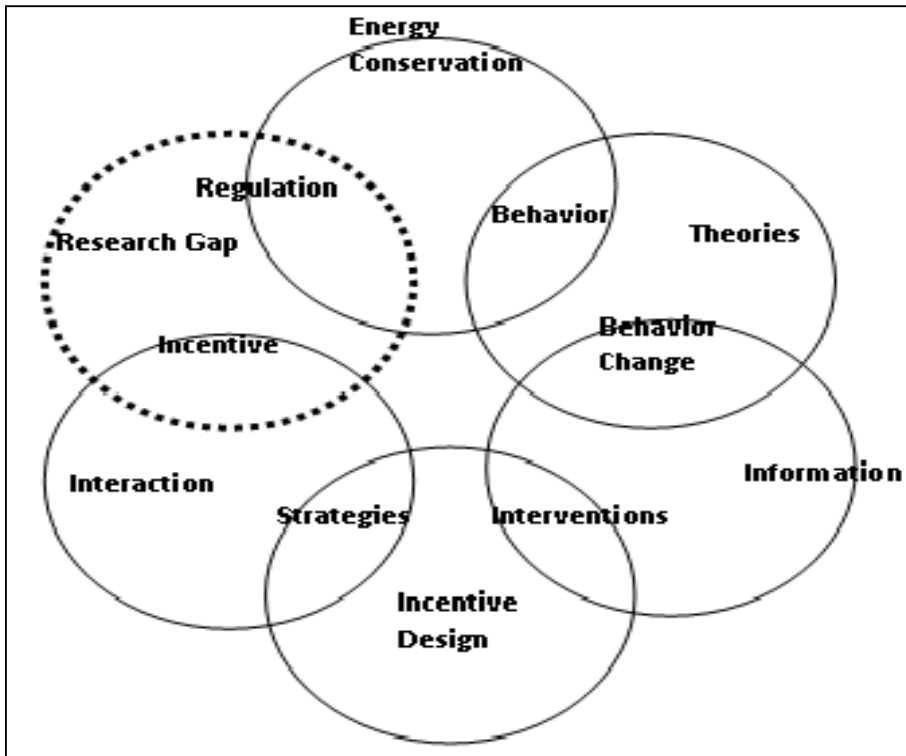 Energy
Conservation
Regulation
Behavior
Theories
Research Gap
Behavior
Change
Incentive
Information
Interaction
Strategies
Interventions
Incentive
Design